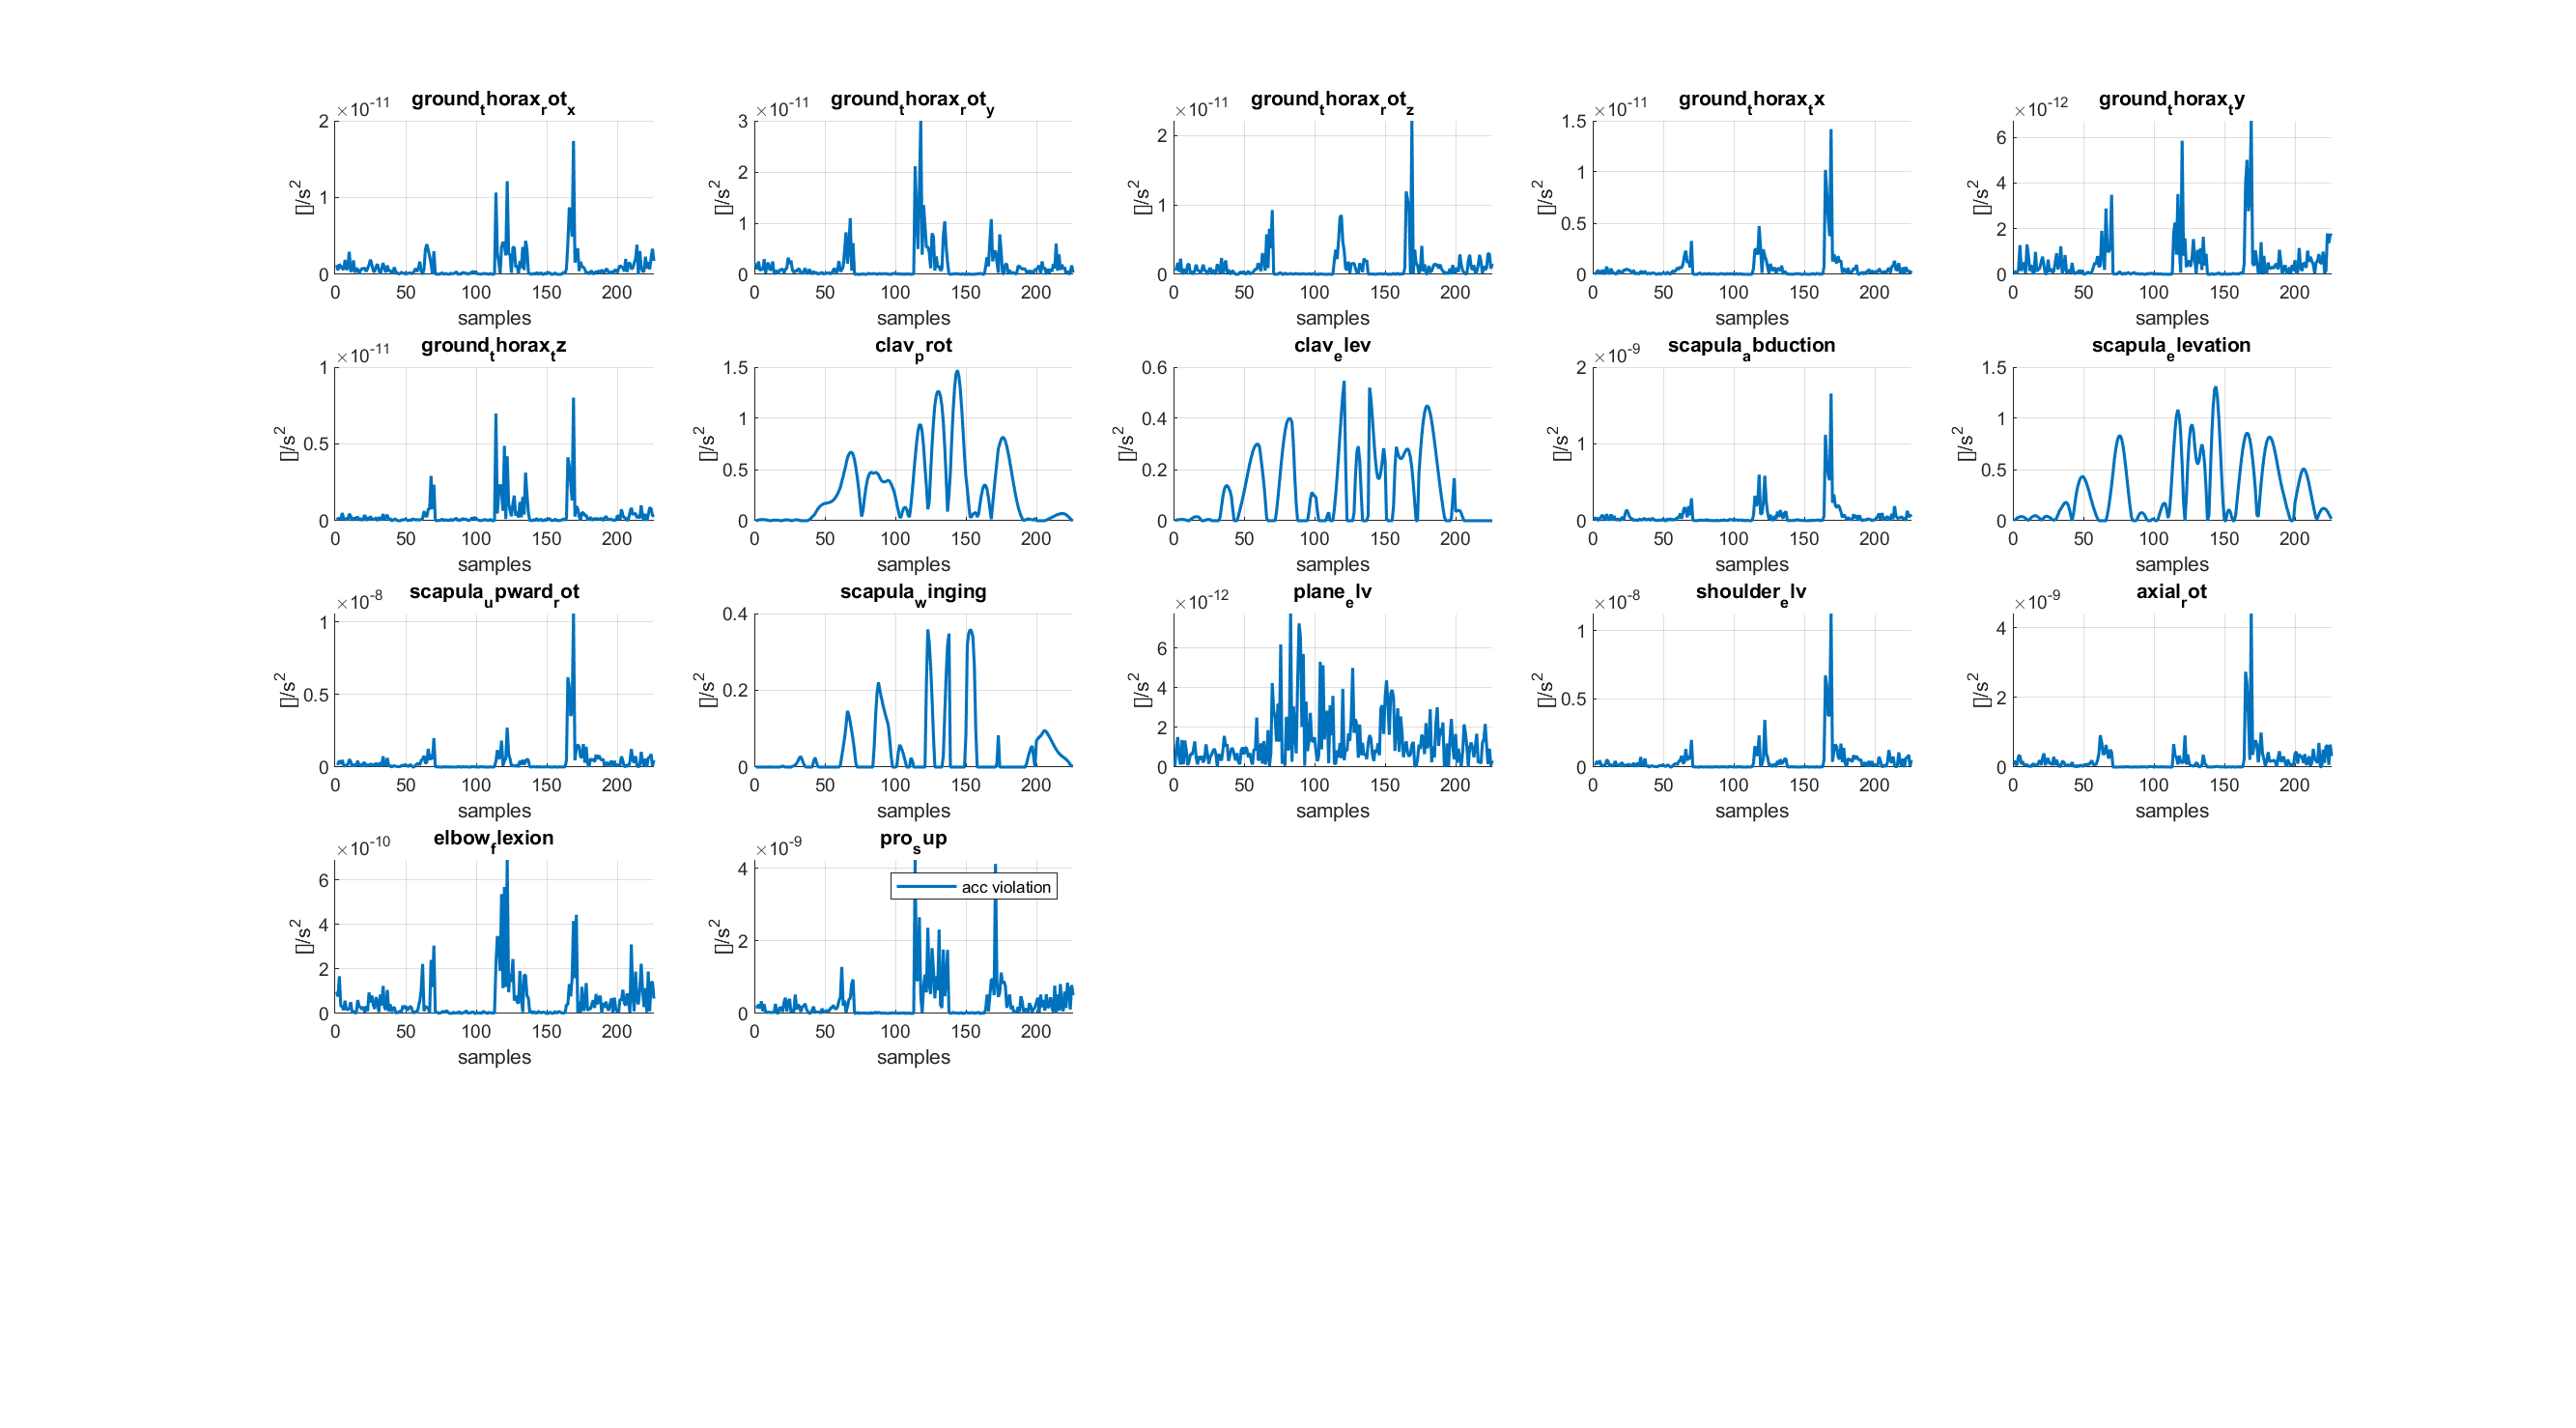 ×10-11 ground_thorax_rot_x
2
1
0
[]/s2
0 50 100 150 200
samples
×10-11 ground_thorax_rot_y
3
2
1
0
[]/s2
0 50 100 150 200
samples
×10-11 ground_thorax_rot_z
2
1
0
[]/s2
0 50 100 150 200
samples
×10-11 ground_thorax_tx
1.5
1
0.5
0
[]/s2
0 50 100 150 200
samples
×10-12 ground_thorax_ty
6
4
2
0
[]/s2
0 50 100 150 200
samples
×10-11 ground_thorax_tz
1
0.5
0
[]/s2
0 50 100 150 200
samples
clav_prot
1.5
1
0.5
0
[]/s2
0 50 100 150 200
samples
clav_elev
0.6
0.4
0.2
0
[]/s2
0 50 100 150 200
samples
×10-9 scapula_abduction
2
1
0
[]/s2
0 50 100 150 200
samples
scapula_elevation
1.5
1
0.5
0
[]/s2
0 50 100 150 200
samples
×10-8 scapula_upward_rot
1
0.5
0
[]/s2
0 50 100 150 200
samples
scapula_winging
0.4
0.2
0
[]/s2
0 50 100 150 200
samples
×10-12 plane_elv
6
4
2
0
[]/s2
0 50 100 150 200
samples
×10-8 shoulder_elv
1
0.5
0
[]/s2
0 50 100 150 200
samples
×10-9 axial_rot
4
2
0
[]/s2
0 50 100 150 200
samples
×10-10 elbow_flexion
6
4
2
0
[]/s2
0 50 100 150 200
samples
×10-9 pro_sup
4
2
0
[]/s2
acc violation
0 50 100 150 200
samples